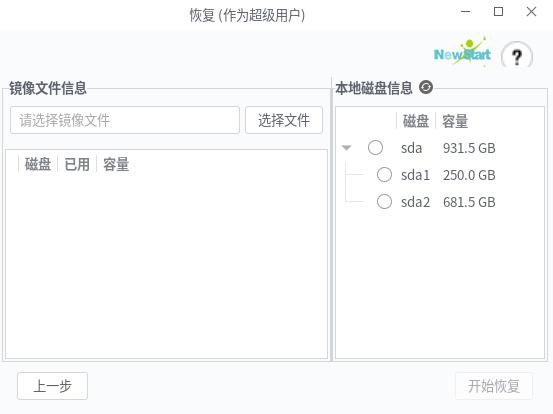 恢复 (作为超级用户)
NewStart
?
镜像文件信息
请选择镜像文件
选择文件
磁盘 已用 容量
本地磁盘信息
磁盘 容量
sda 931.5 GB
sda1 250.0 GB
sda2 681.5 GB
上一步
开始恢复